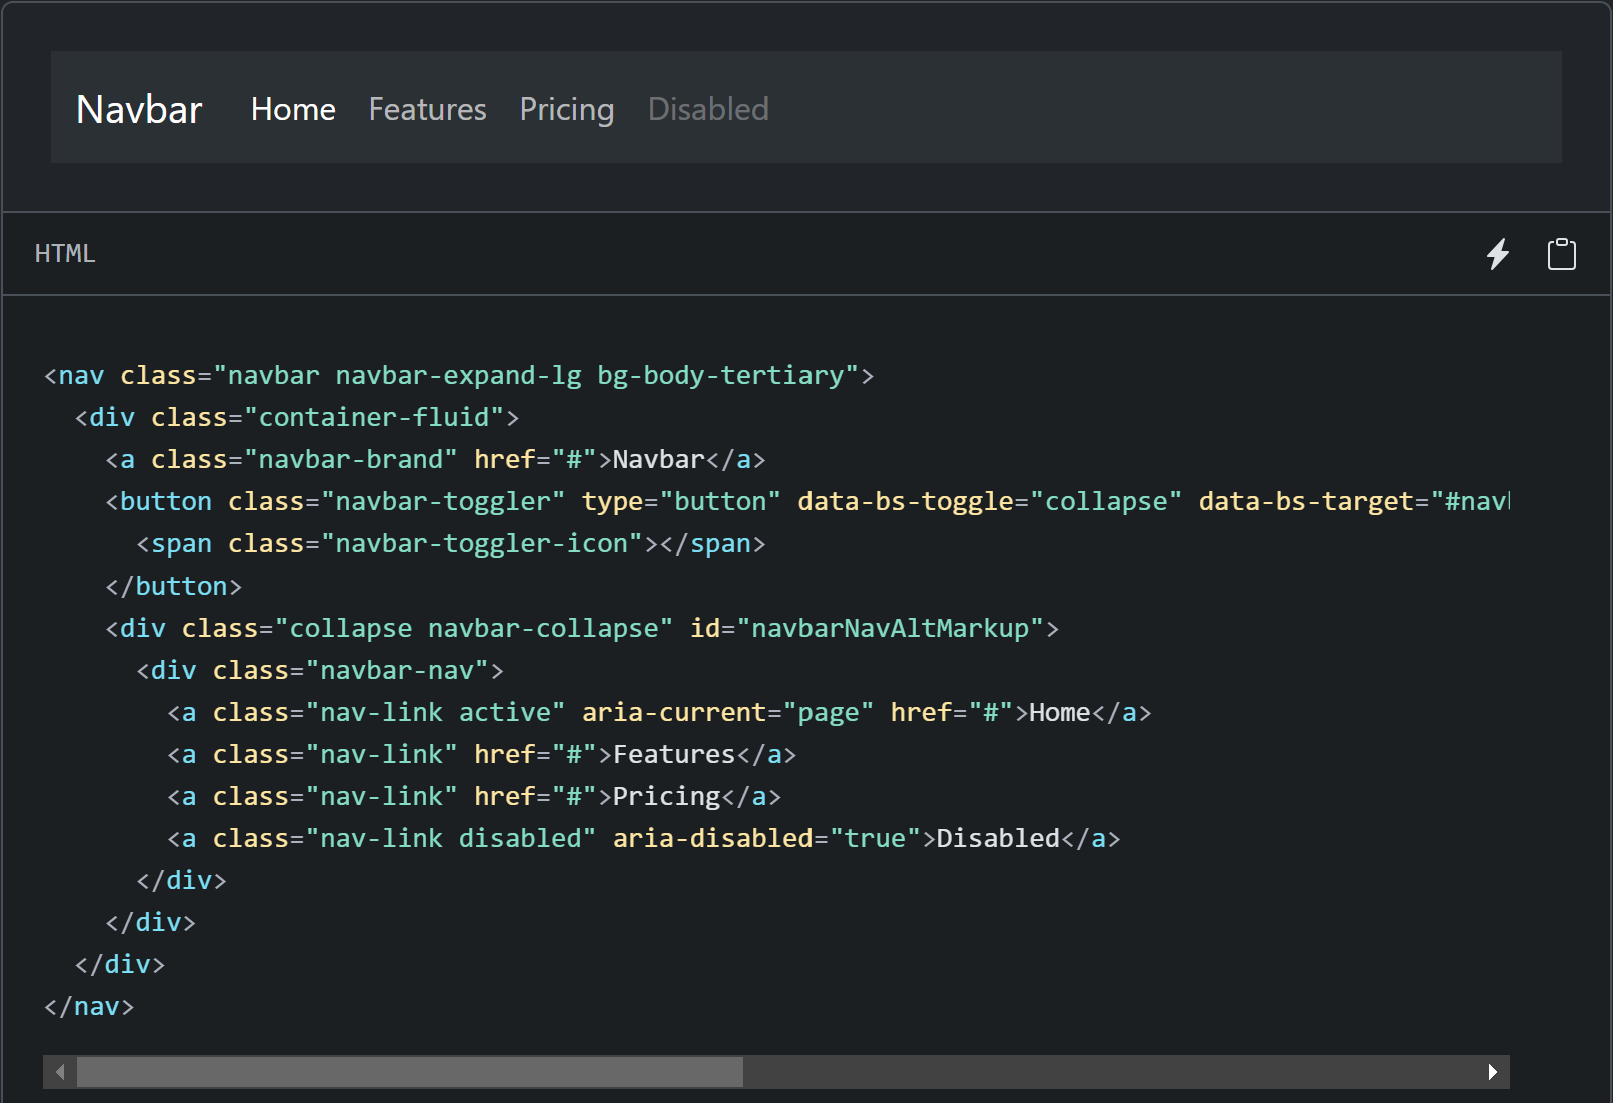 Navbar Home Features Pricing Disabled
HTML
<nav class="navbar navbar-expand-lg bg-body-tertiary">
  <div class="container-fluid">
    <a class="navbar-brand" href="#">Navbar</a>
    <button class="navbar-toggler" type="button" data-bs-toggle="collapse" data-bs-target="#nav
      <span class="navbar-toggler-icon"></span>
    </button>
    <div class="collapse navbar-collapse" id="navbarNavAltMarkup">
      <div class="navbar-nav">
        <a class="nav-link active" aria-current="page" href="#">Home</a>
        <a class="nav-link" href="#">Features</a>
        <a class="nav-link" href="#">Pricing</a>
        <a class="nav-link disabled" aria-disabled="true">Disabled</a>
      </div>
    </div>
  </div>
</nav>